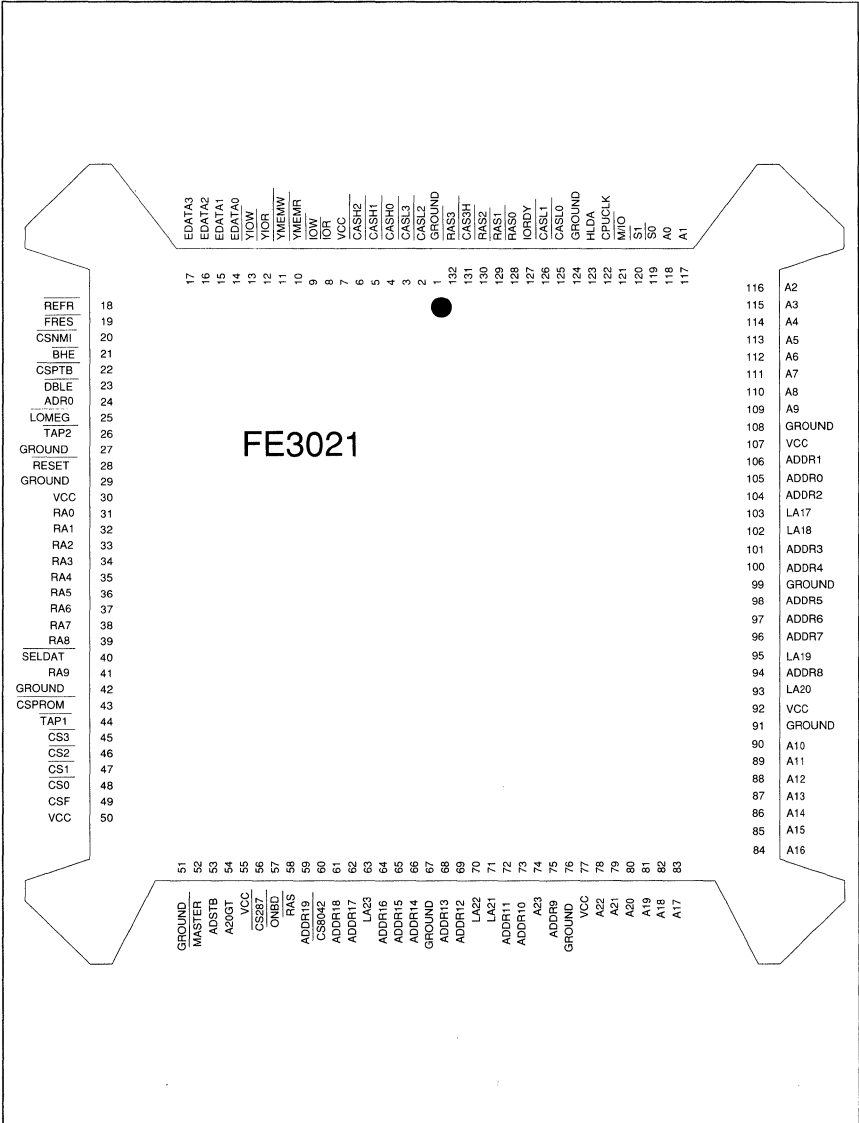 EDATA3 EDATA2 EDATA1 EDATA0 YIOW YIOR YMEMW YMEMR IOW IOR VCC CASH2 CASH1 CASH0 CASL3 CASL2 GROUND RAS3 CAS3H RAS2 RAS1 RAS0 IORDY CASL1 CASL0 GROUND HLDA CPUCLK M/IO S1 S0 A0 A1
17 16 15 14 13 12 11 10 9 8 7 6 5 4 3 2 1 132 131 130 129 128 127 126 125 124 123 122 121 120 119 118 117
REFR 18
FRES 19
CSNMI 20
BHE 21
CSPTB 22
DBLE 23
ADR0 24
LOMEG 25
TAP2 26
GROUND 27
RESET 28
GROUND 29
VCC 30
RA0 31
RA1 32
RA2 33
RA3 34
RA4 35
RA5 36
RA6 37
RA7 38
RA8 39
SELDAT 40
RA9 41
GROUND 42
CSPROM 43
TAP1 44
CS3 45
CS2 46
CS1 47
CS0 48
CSF 49
VCC 50
FE3021
116 A2
115 A3
114 A4
113 A5
112 A6
111 A7
110 A8
109 A9
108 GROUND
107 VCC
106 ADDR1
105 ADDR0
104 ADDR2
103 LA17
102 LA18
101 ADDR3
100 ADDR4
99 GROUND
98 ADDR5
97 ADDR6
96 ADDR7
95 LA19
94 ADDR8
93 LA20
92 VCC
91 GROUND
90 A10
89 A11
88 A12
87 A13
86 A14
85 A15
84 A16
51 52 53 54 55 56 57 58 59 60 61 62 63 64 65 66 67 68 69 70 71 72 73 74 75 76 77 78 79 80 81 82 83
GROUND MASTER ADSTB A20GT VCC CS287 ONBD RAS ADDR19 CS8042 ADDR18 ADDR17 LA23 ADDR16 ADDR15 ADDR14 GROUND ADDR13 ADDR12 LA22 LA21 ADDR11 ADDR10 A23 ADDR9 GROUND VCC A22 A21 A20 A19 A18 A17